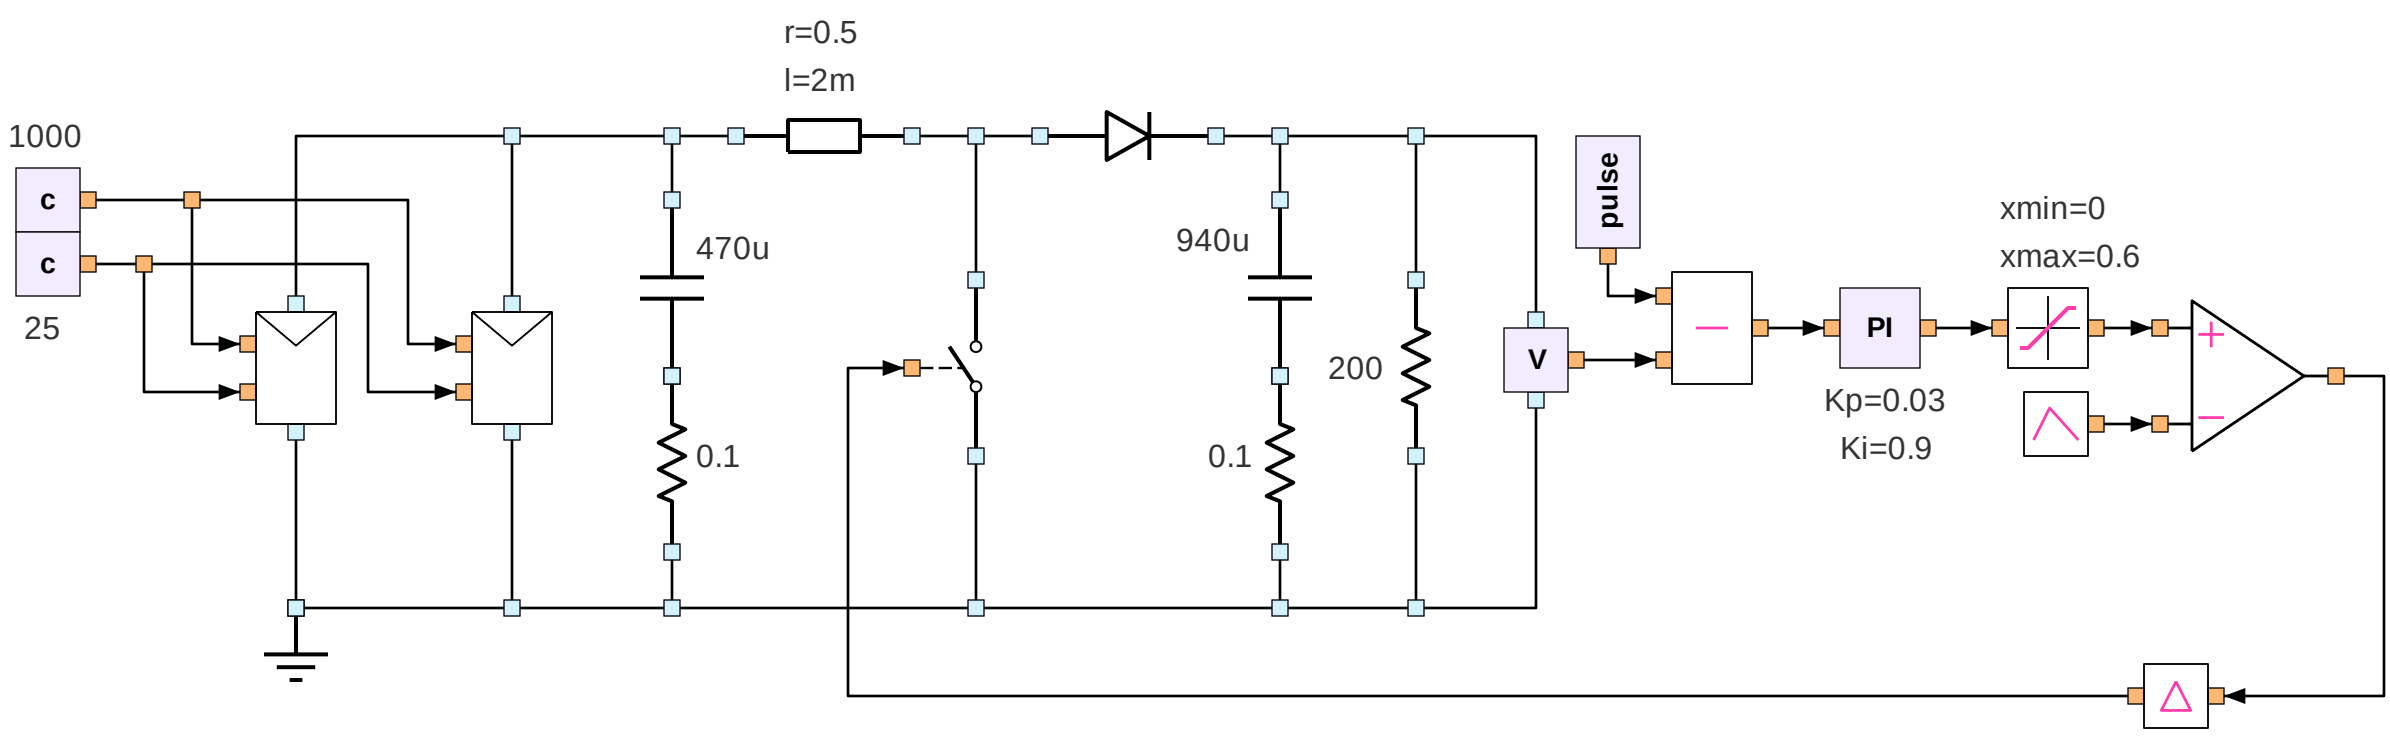 r=0.5
l=2m
1000
c
c
25
470u
0.1
940u
0.1
200
V
pulse
PI
Kp=0.03
Ki=0.9
xmin=0
xmax=0.6